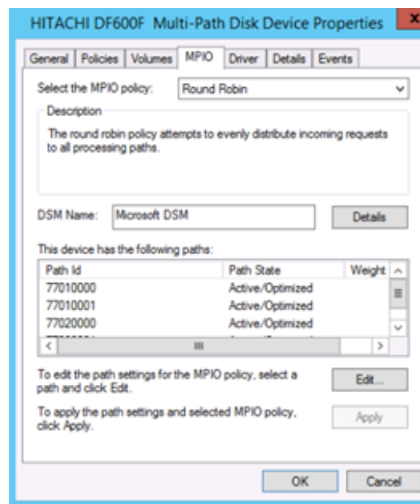 HITACHI DF600F Multi-Path Disk Device Properties
General Policies Volumes MPIO Driver Details Events
Select the MPIO policy: Round Robin
Description
The round robin policy attempts to evenly distribute incoming requests
to all processing paths.
DSM Name: Microsoft DSM Details
This device has the following paths:
Path Id Path State Weight
77010000 Active/Optimized
77010001 Active/Optimized
77020000 Active/Optimized
To edit the path settings for the MPIO policy, select a
path and click Edit. Edit...
To apply the path settings and selected MPIO policy,
click Apply. Apply
OK Cancel